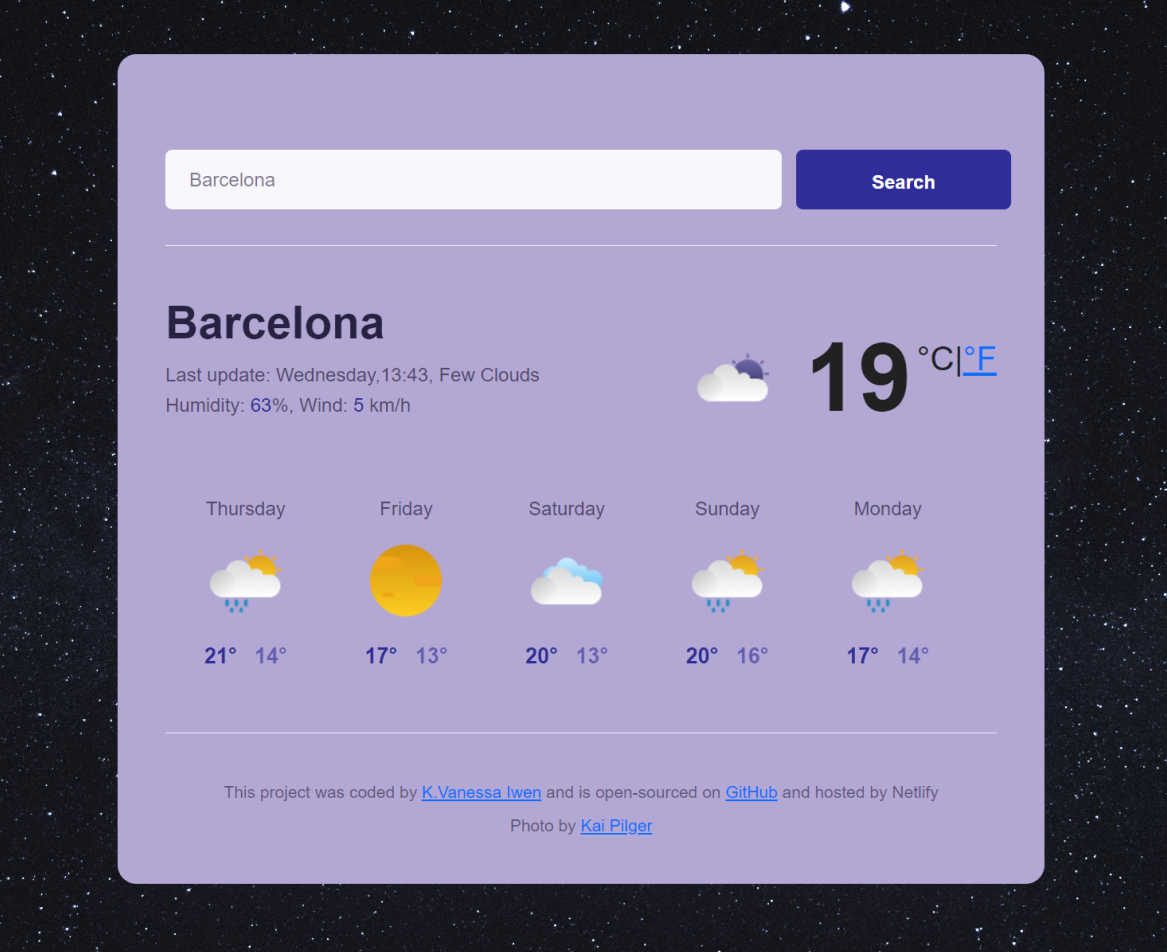 Barcelona
Search
Barcelona
Last update: Wednesday,13:43, Few Clouds
Humidity: 63%, Wind: 5 km/h
19 °C|°F
Thursday Friday Saturday Sunday Monday
21° 14° 17° 13° 20° 13° 20° 16° 17° 14°
This project was coded by K.Vanessa Iwen and is open-sourced on GitHub and hosted by Netlify
Photo by Kai Pilger